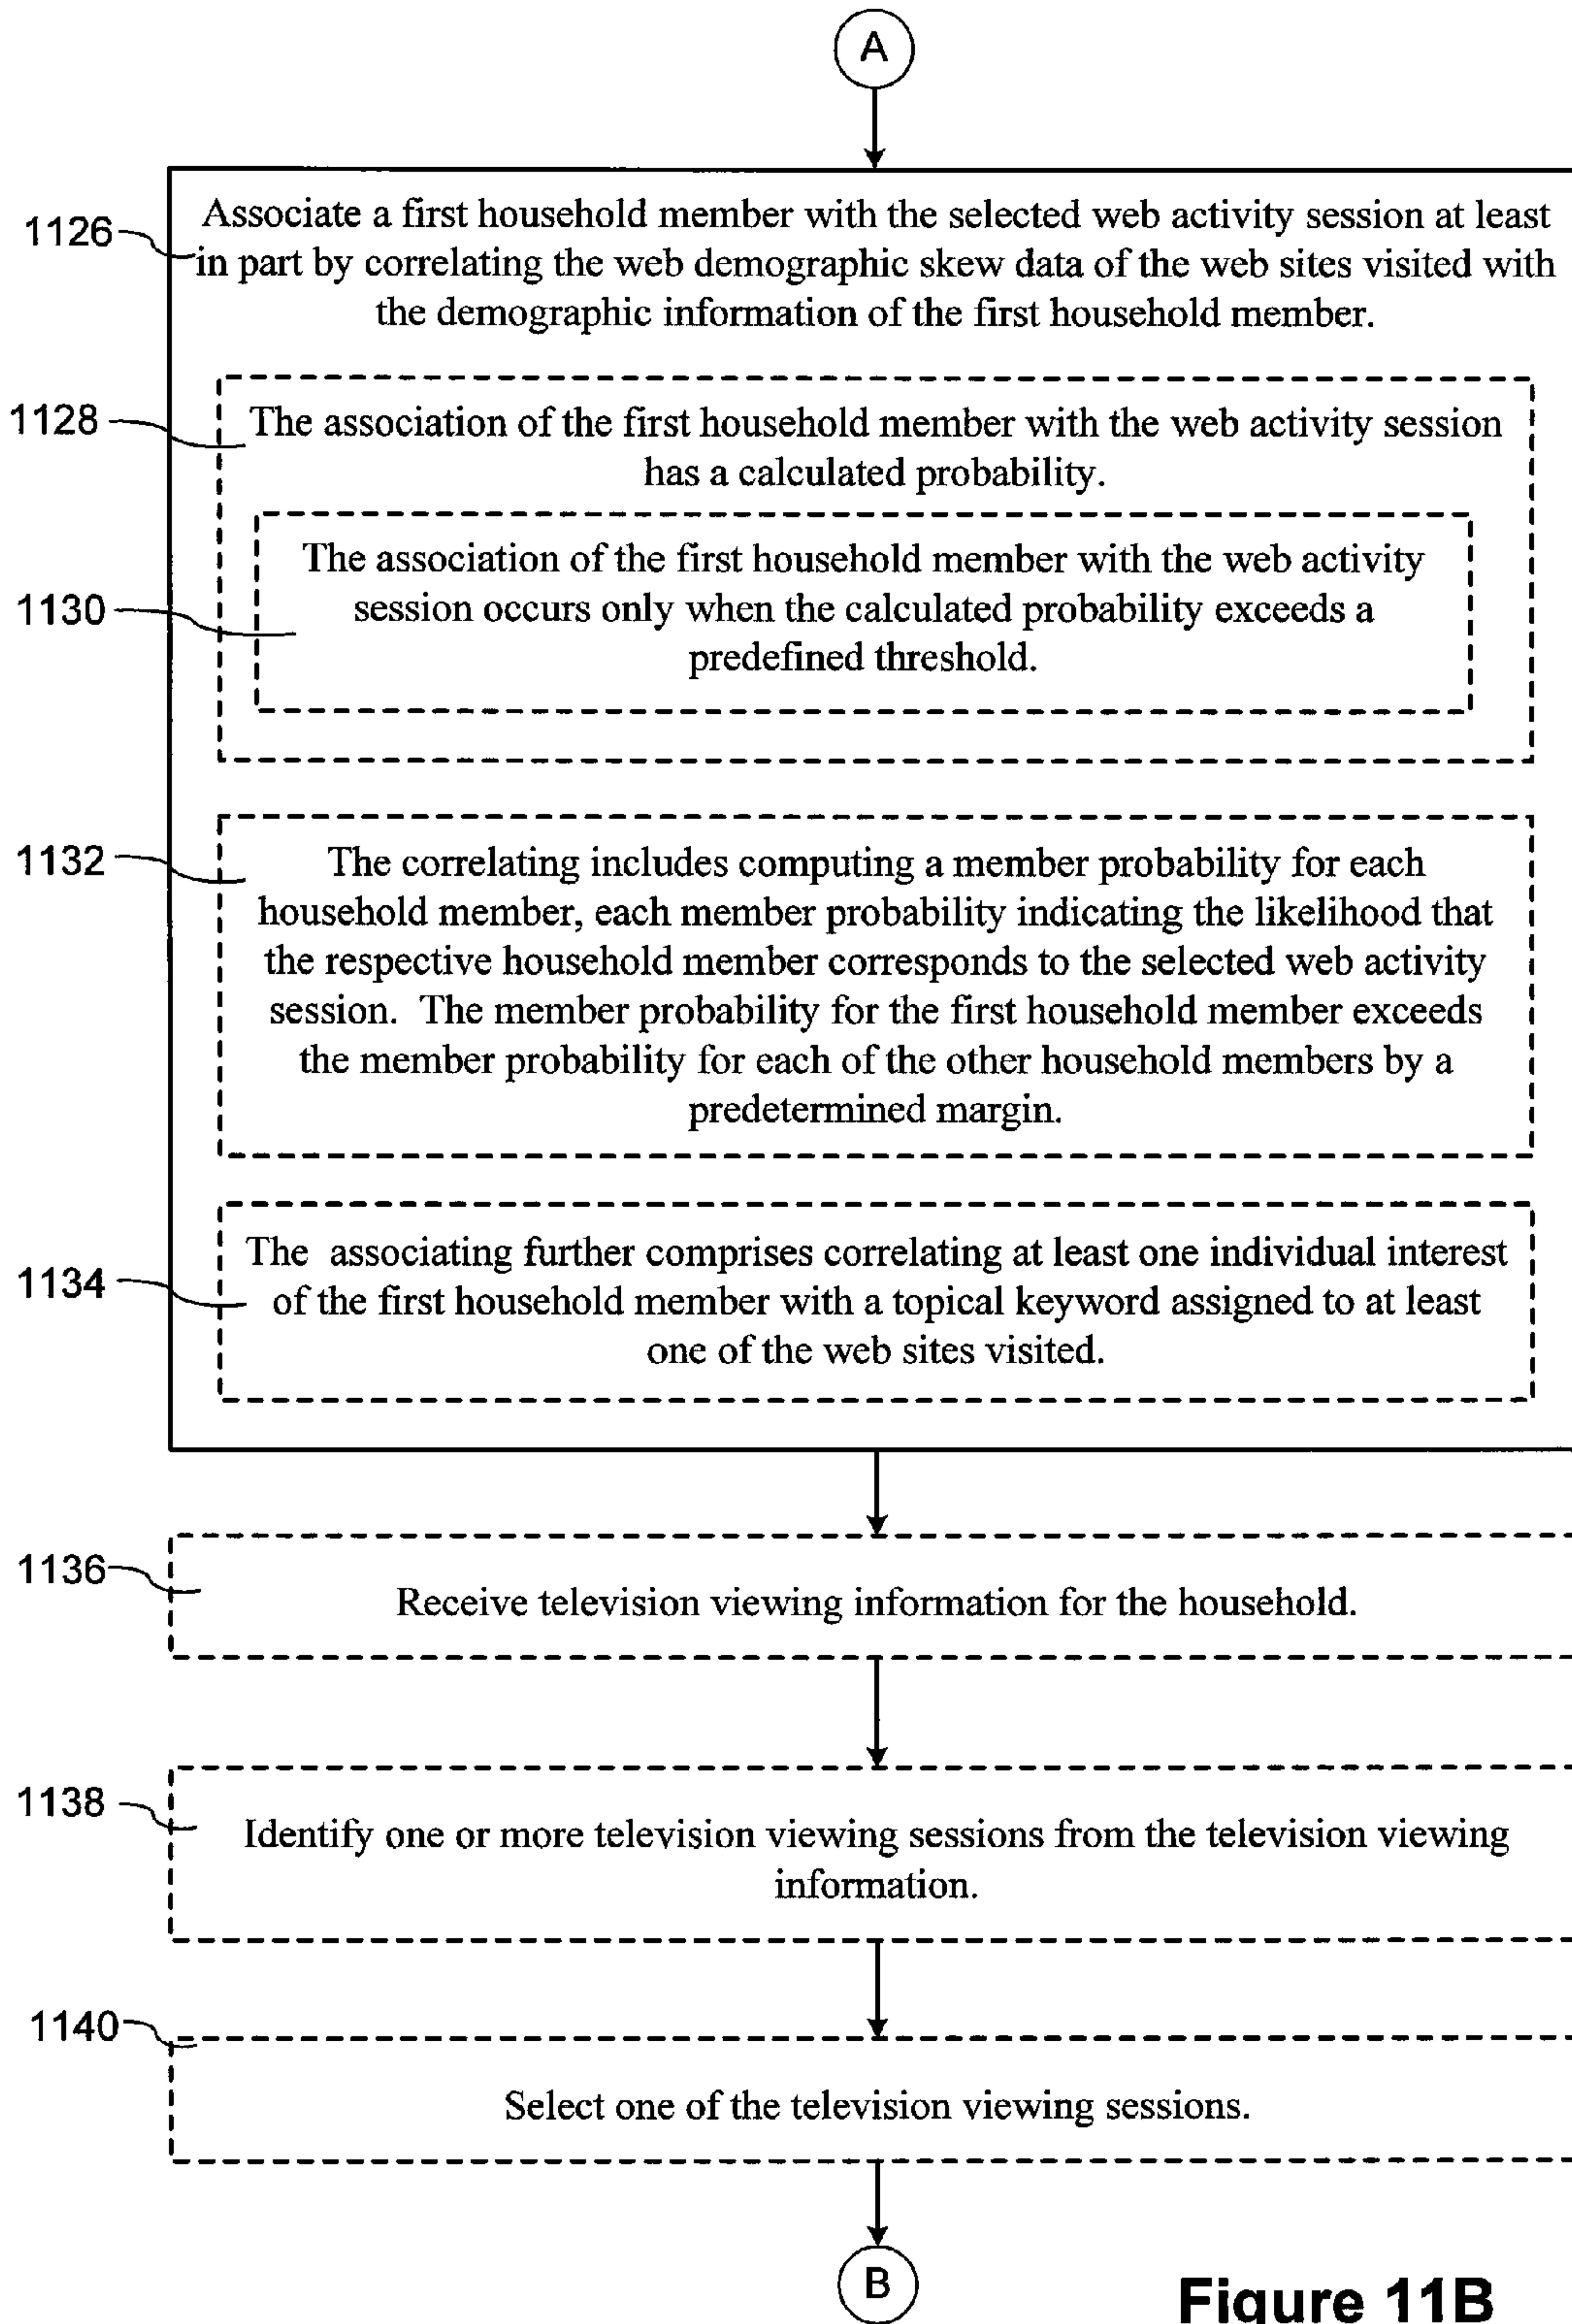 A
1126
Associate a first household member with the selected web activity session at least
in part by correlating the web demographic skew data of the web sites visited with
the demographic information of the first household member.
1128
The association of the first household member with the web activity session
has a calculated probability.
1130
The association of the first household member with the web activity
session occurs only when the calculated probability exceeds a
predefined threshold.
1132
The correlating includes computing a member probability for each
household member, each member probability indicating the likelihood that
the respective household member corresponds to the selected web activity
session. The member probability for the first household member exceeds
the member probability for each of the other household members by a
predetermined margin.
1134
The associating further comprises correlating at least one individual interest
of the first household member with a topical keyword assigned to at least
one of the web sites visited.
1136
Receive television viewing information for the household.
1138
Identify one or more television viewing sessions from the television viewing
information.
1140
Select one of the television viewing sessions.
B
Figure 11B